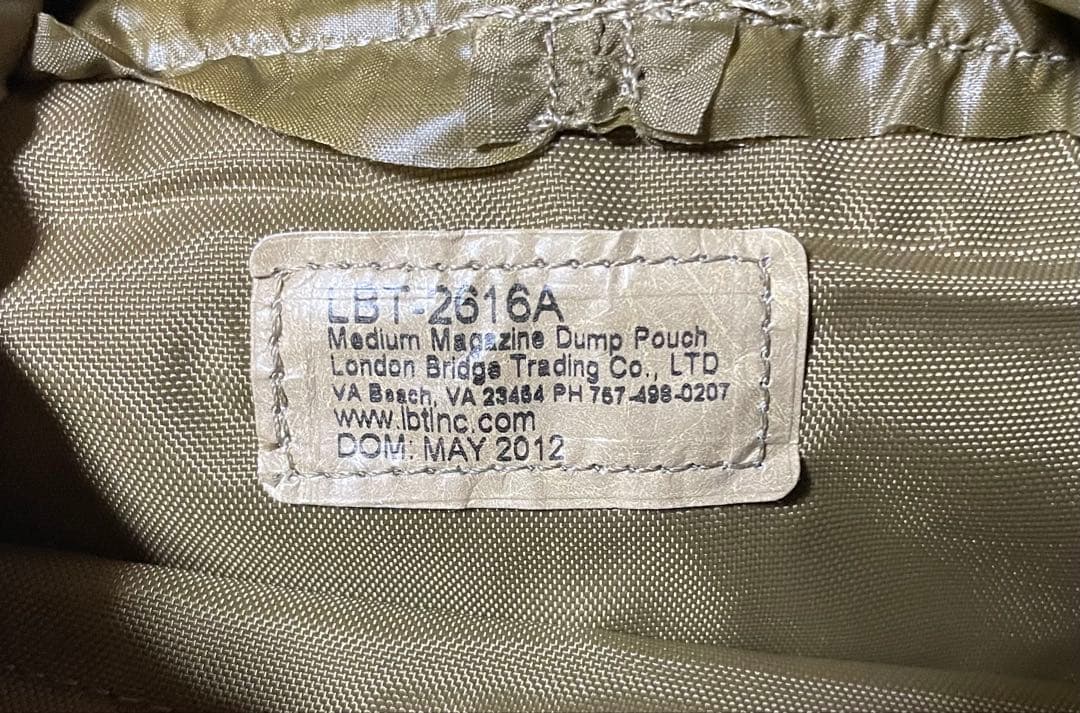 LBT-2616A
Medium Magazine Dump Pouch
London Bridge Trading Co., LTD
VA Beach, VA 23464 PH 757-498-0207
www.lbtinc.com
DOM: MAY 2012